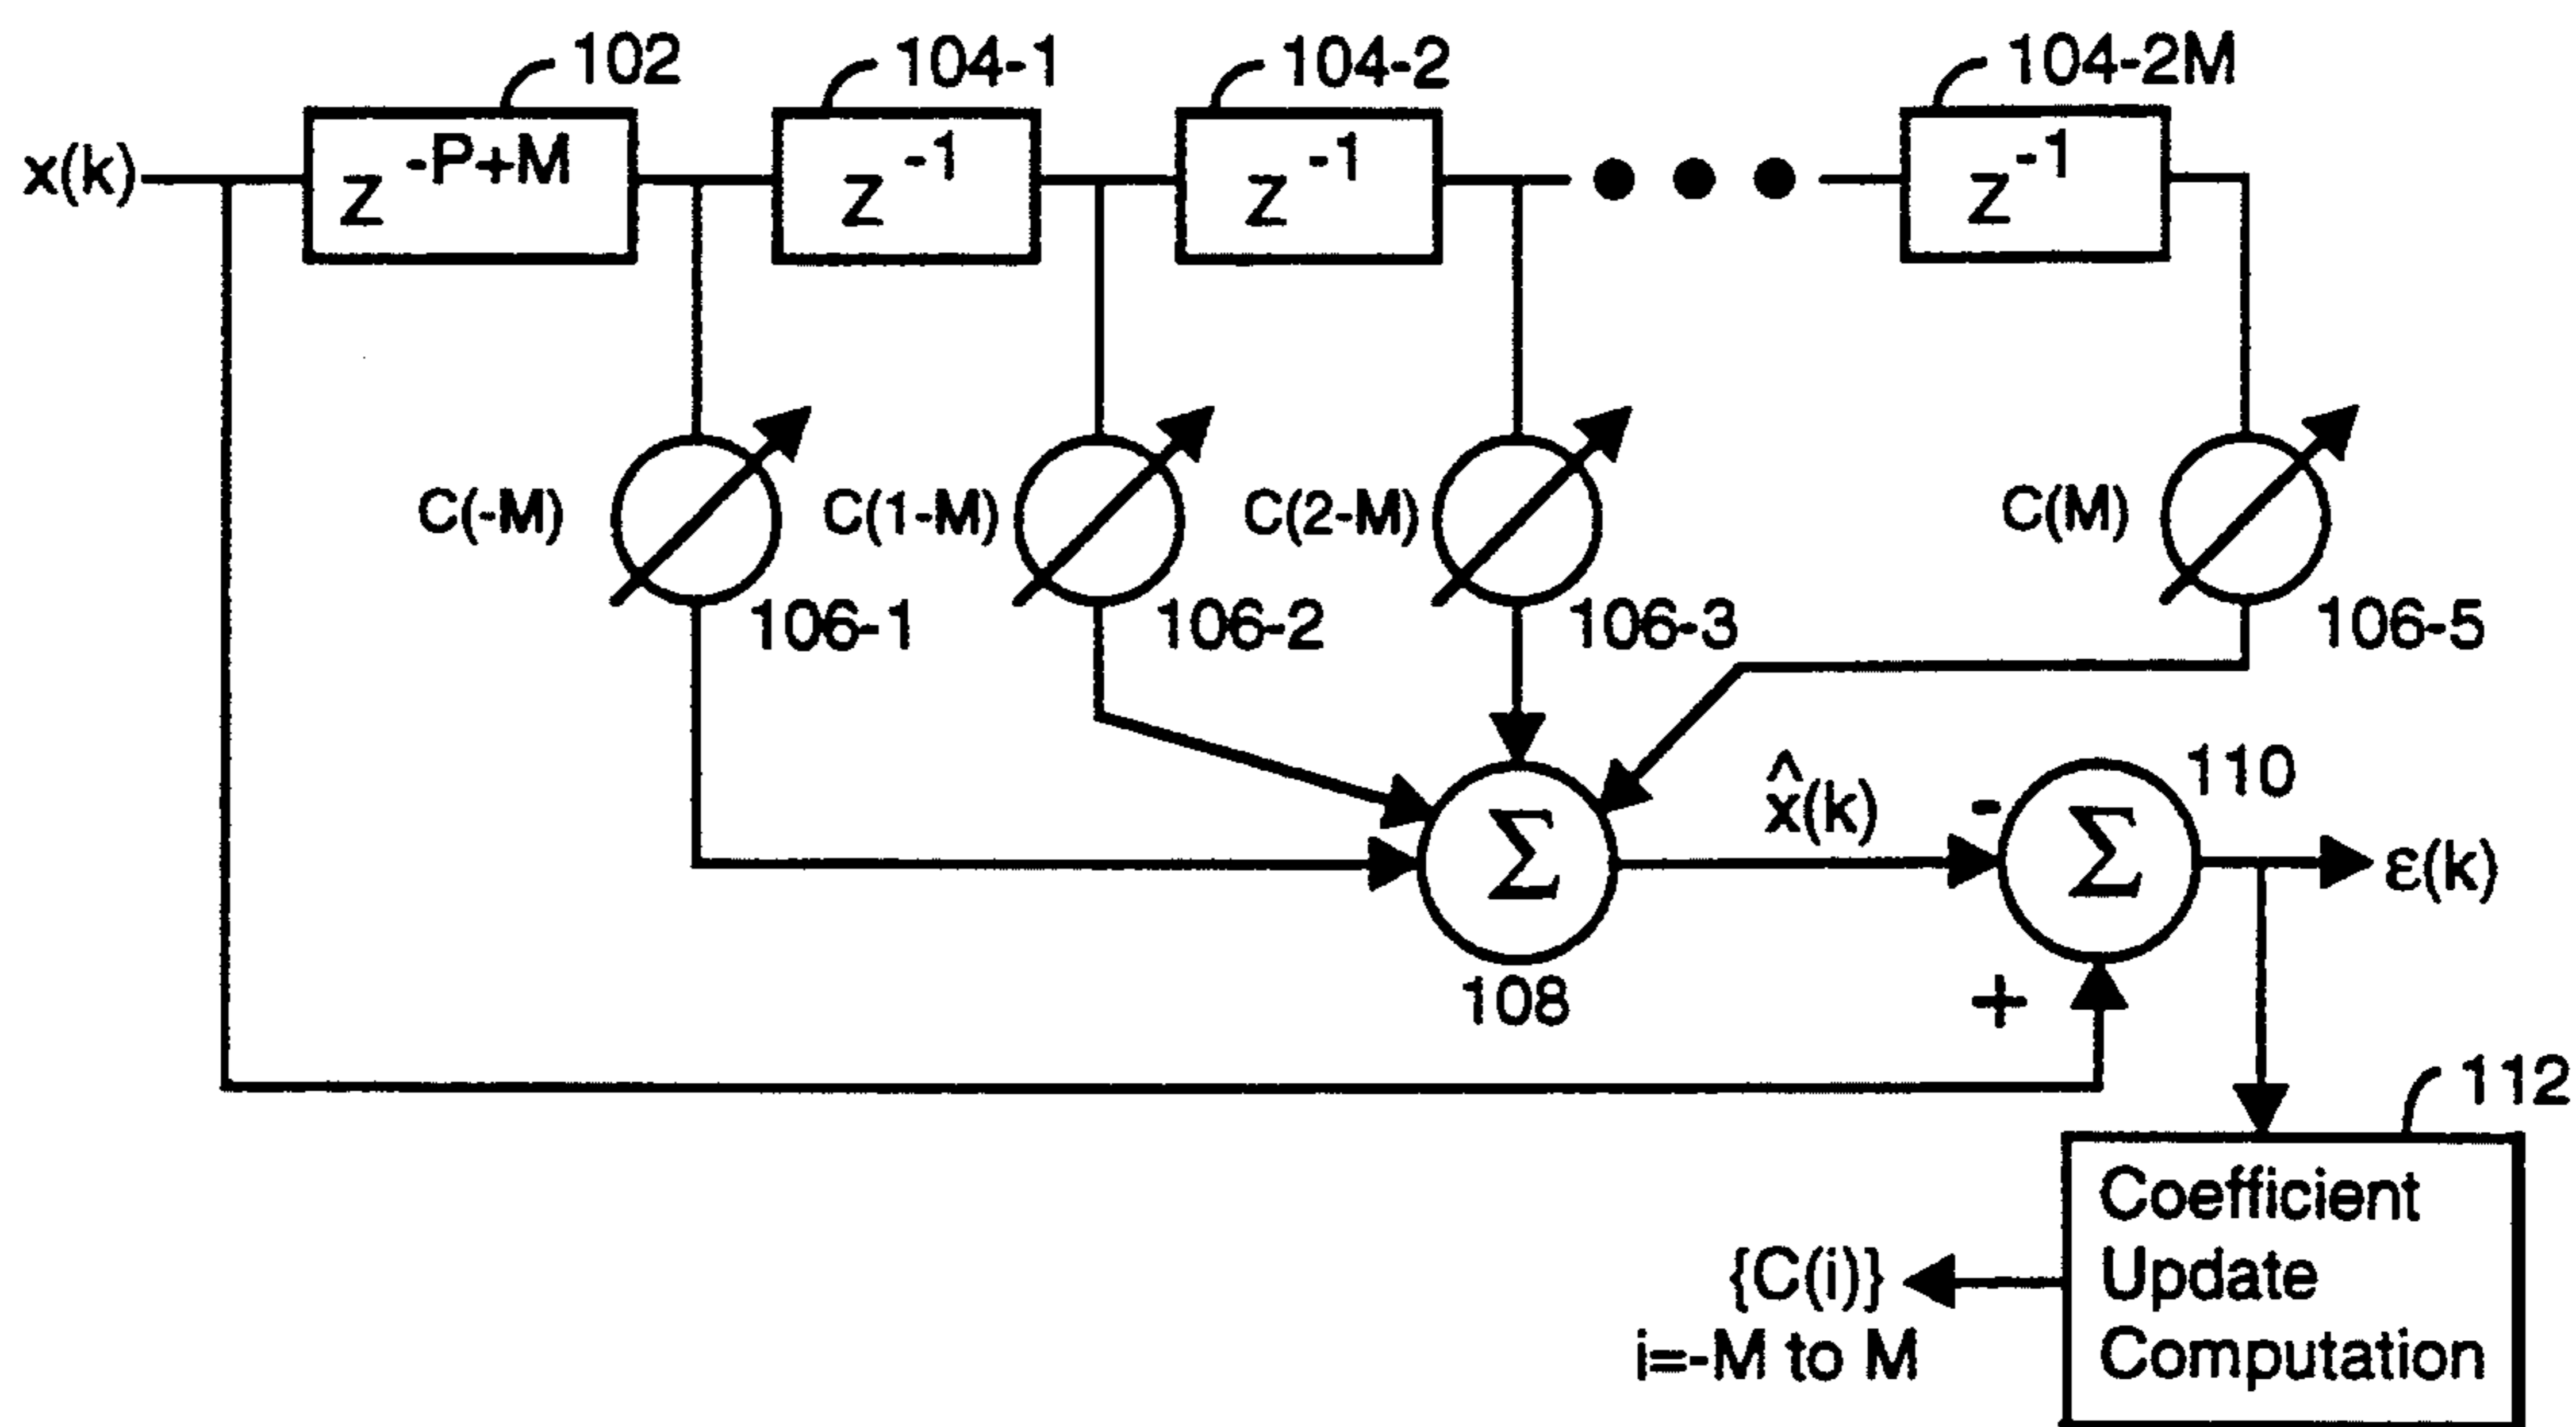 102
104-1
104-2
104-2M
x(k)
z^-P+M
z^-1
z^-1
z^-1
C(-M)
C(1-M)
C(2-M)
C(M)
106-1
106-2
106-3
106-5
x̂(k)
-
110
Σ
Σ
ε(k)
108
+
112
Coefficient
Update
Computation
{C(i)}
i=-M to M